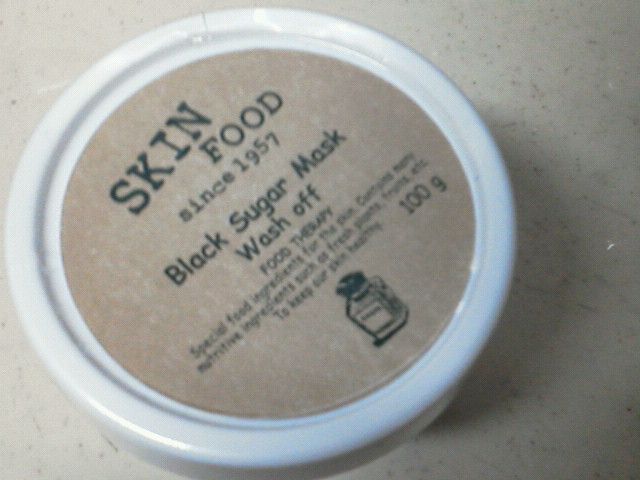 SKIN
FOOD
since 1957
Black Sugar Mask
Wash off
FOOD THERAPY
Special food ingredients for the skin. Contains many
nutritive ingredients such as fresh plants, fruits, etc.
To keep our skin healthy.
100 g